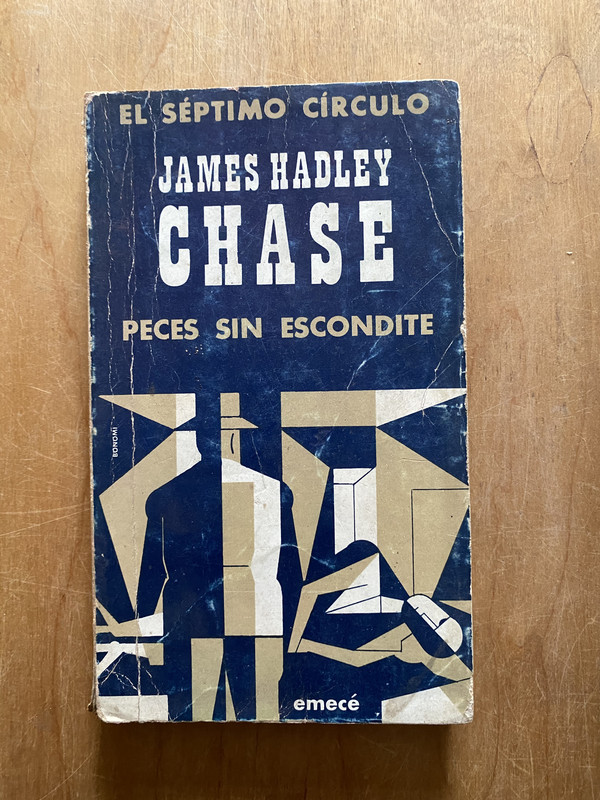 EL SÉPTIMO CÍRCULO
JAMES HADLEY
CHASE
PECES SIN ESCONDITE
BONOMI
emecé